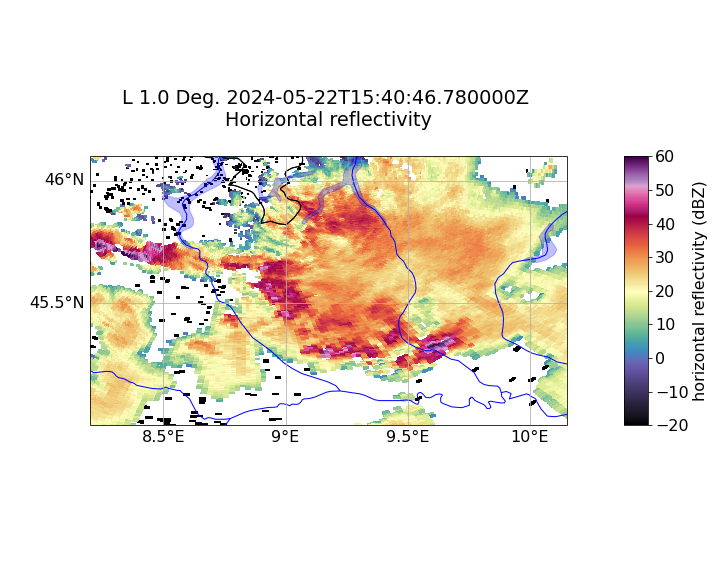 L 1.0 Deg. 2024-05-22T15:40:46.780000Z
Horizontal reflectivity
46°N
45.5°N
8.5°E
9°E
9.5°E
10°E
60
50
40
30
20
10
0
−10
−20
horizontal reflectivity (dBZ)